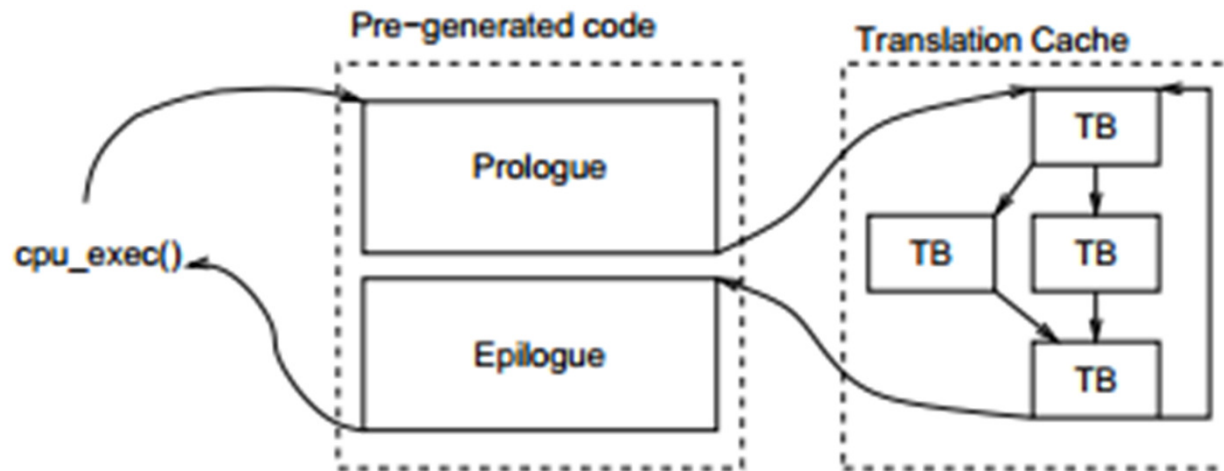 Pre-generated code
Translation Cache
Prologue
TB
cpu_exec()
TB
TB
Epilogue
TB